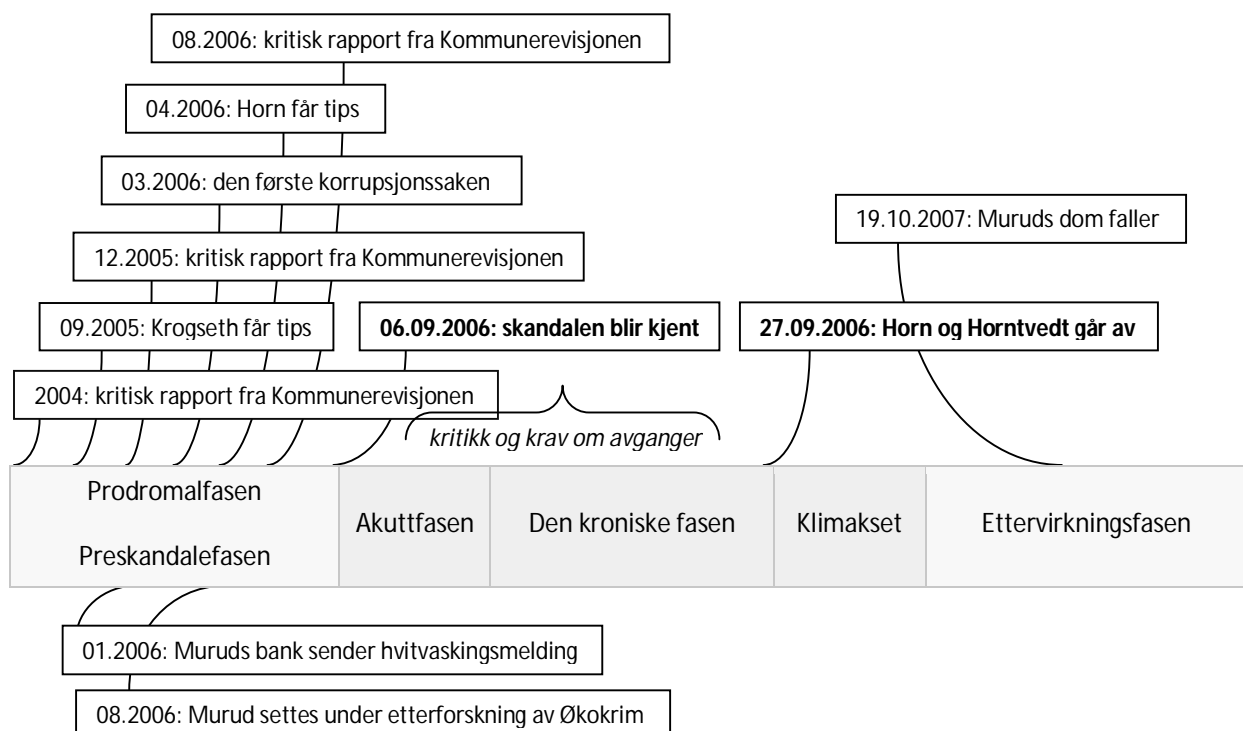 08.2006: kritisk rapport fra Kommunerevisjonen
04.2006: Horn får tips
03.2006: den første korrupsjonssaken
19.10.2007: Muruds dom faller
12.2005: kritisk rapport fra Kommunerevisjonen
09.2005: Krogseth får tips
06.09.2006: skandalen blir kjent
27.09.2006: Horn og Horntvedt går av
2004: kritisk rapport fra Kommunerevisjonen
kritikk og krav om avganger
Prodromalfasen
Preskandalefasen
Akuttfasen
Den kroniske fasen
Klimakset
Ettervirkningsfasen
01.2006: Muruds bank sender hvitvaskingsmelding
08.2006: Murud settes under etterforskning av Økokrim